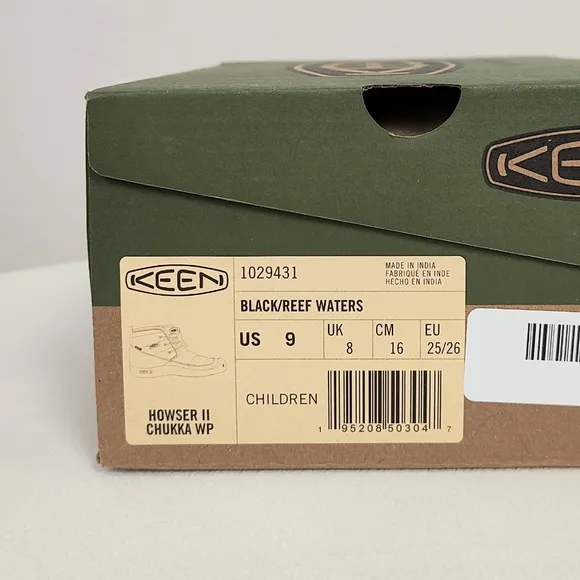 KEEN
KEEN
1029431
MADE IN INDIA
FABRIQUÉ EN INDE
HECHO EN INDIA
BLACK/REEF WATERS
US 9
UK 8
CM 16
EU 25/26
KEEN
HOWSER II
CHUKKA WP
CHILDREN
1 95208 50304 7